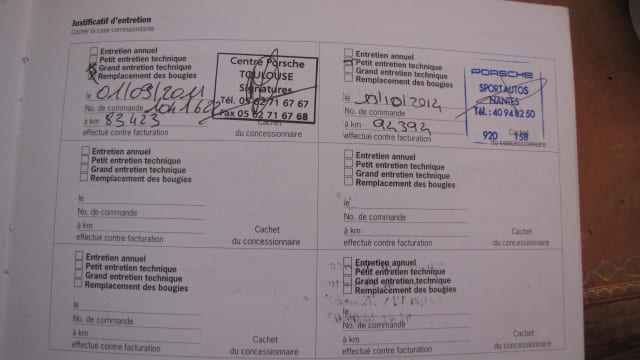 Justificatif d'entretien
Cocher la case correspondante
Entretien annuel
Petit entretien technique
Grand entretien technique
Remplacement des bougies
le 01/09/2011
No. de commande
à km 83423
effectué contre facturation
Centre Porsche
TOULOUSE
Signatures
Tél. 05 62 71 67 67
Fax 05 62 71 67 68
Cachet
du concessionnaire
Entretien annuel
Petit entretien technique
Grand entretien technique
Remplacement des bougies
le 03/10/2014
No. de commande
à km 92392
effectué contre facturation
PORSCHE
SPORTAUTOS
NANTES
Tél.: 40 94 82 50
920 158
Cachet
du concessionnaire
Entretien annuel
Petit entretien technique
Grand entretien technique
Remplacement des bougies
le
No. de commande
à km
effectué contre facturation
Cachet
du concessionnaire
Entretien annuel
Petit entretien technique
Grand entretien technique
Remplacement des bougies
le
No. de commande
à km
effectué contre facturation
Cachet
du concessionnaire
Entretien annuel
Petit entretien technique
Grand entretien technique
Remplacement des bougies
le
No. de commande
à km
effectué contre facturation
Cachet
du concessionnaire
Entretien annuel
Petit entretien technique
Grand entretien technique
Remplacement des bougies
le
No. de commande
à km
effectué contre facturation
Cachet
du concessionnaire